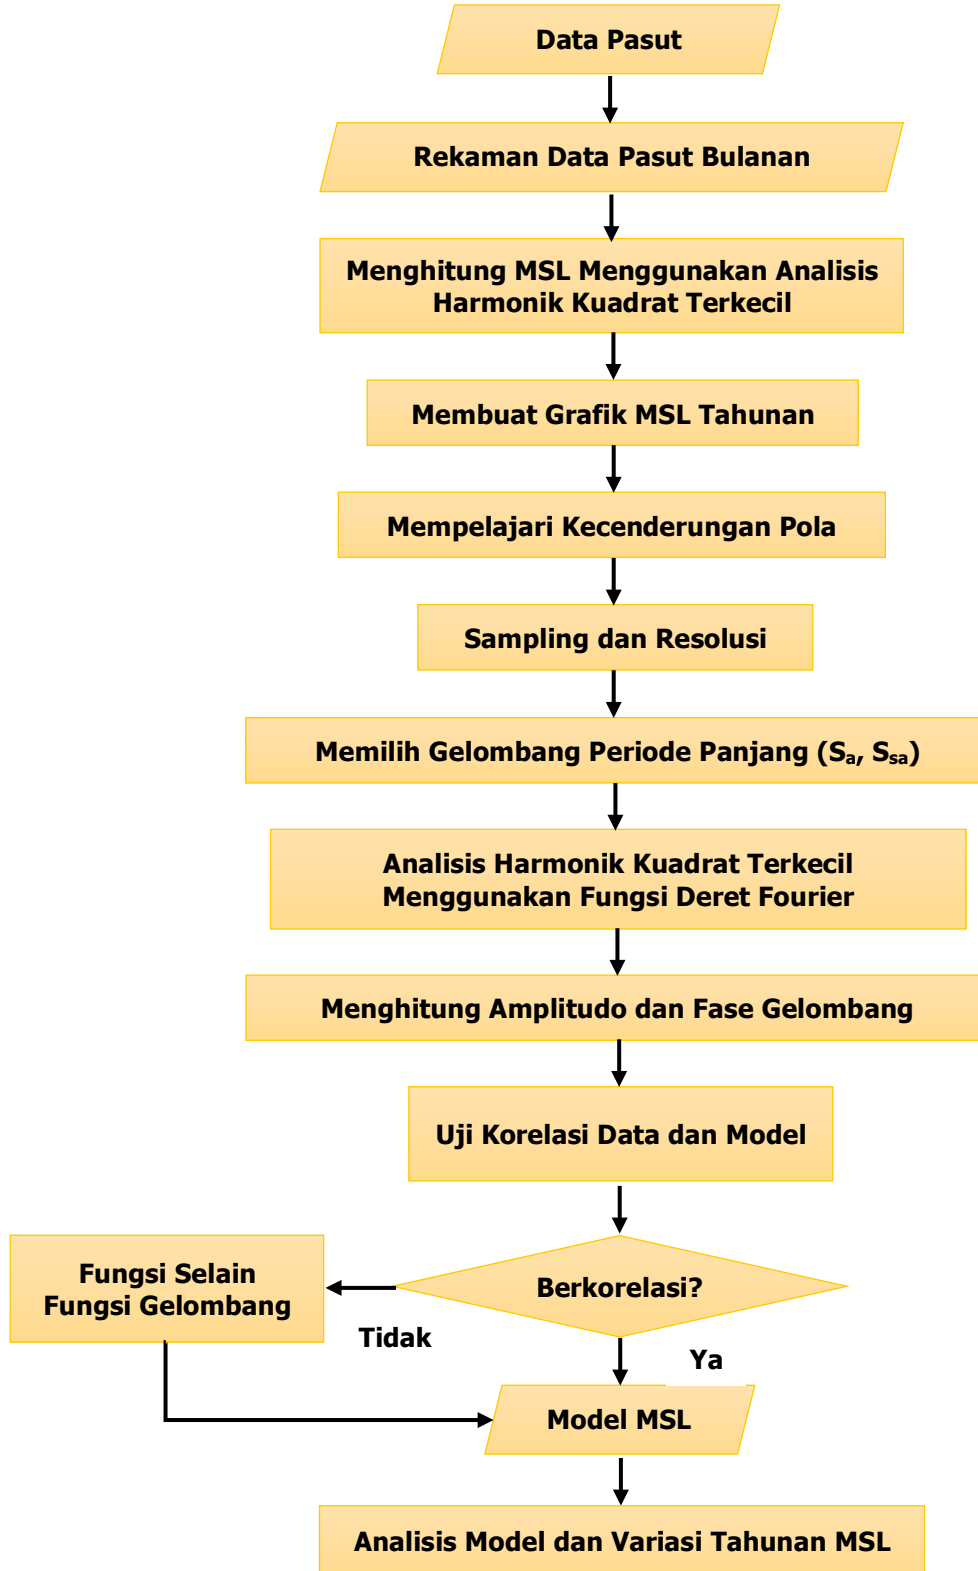 Data Pasut
Rekaman Data Pasut Bulanan
Menghitung MSL Menggunakan Analisis
Harmonik Kuadrat Terkecil
Membuat Grafik MSL Tahunan
Mempelajari Kecenderungan Pola
Sampling dan Resolusi
Memilih Gelombang Periode Panjang (Sa, Ssa)
Analisis Harmonik Kuadrat Terkecil
Menggunakan Fungsi Deret Fourier
Menghitung Amplitudo dan Fase Gelombang
Uji Korelasi Data dan Model
Berkorelasi?
Fungsi Selain
Fungsi Gelombang
Tidak
Ya
Model MSL
Analisis Model dan Variasi Tahunan MSL